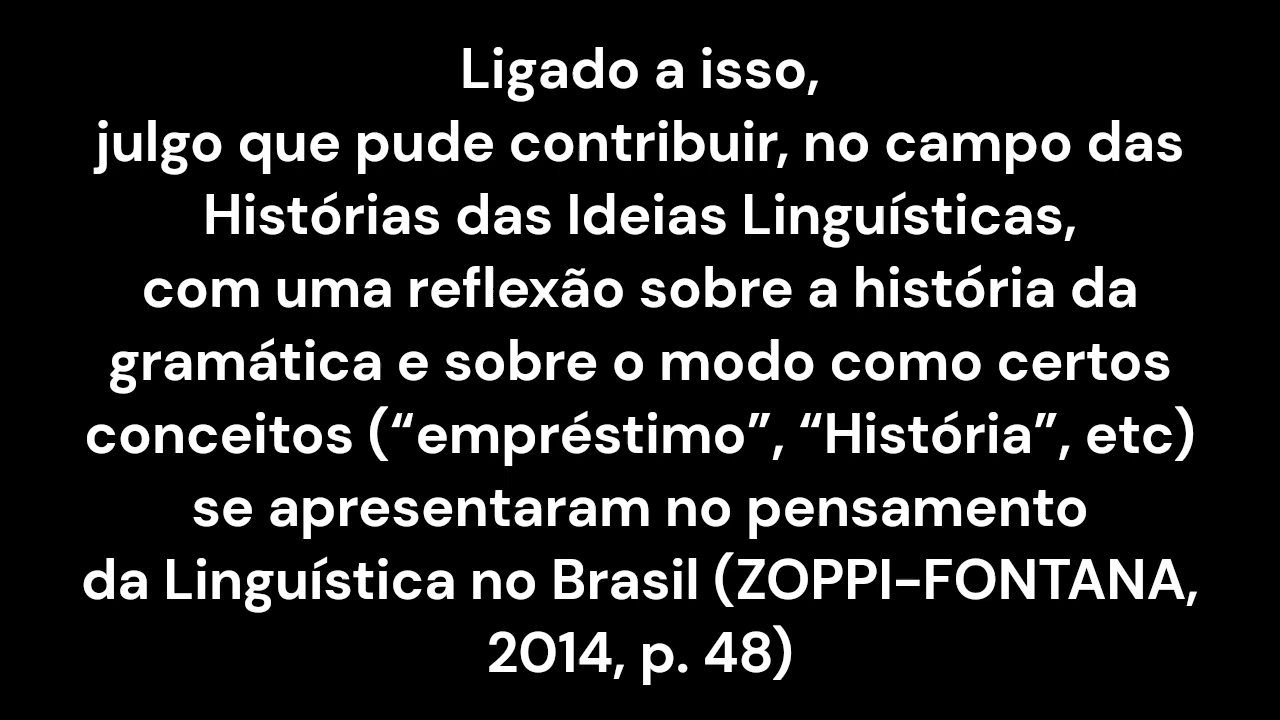 Ligado a isso,
julgo que pude contribuir, no campo das
Histórias das Ideias Linguísticas,
com uma reflexão sobre a história da
gramática e sobre o modo como certos
conceitos (“empréstimo”, “História”, etc)
se apresentaram no pensamento
da Linguística no Brasil (ZOPPI-FONTANA,
2014, p. 48)